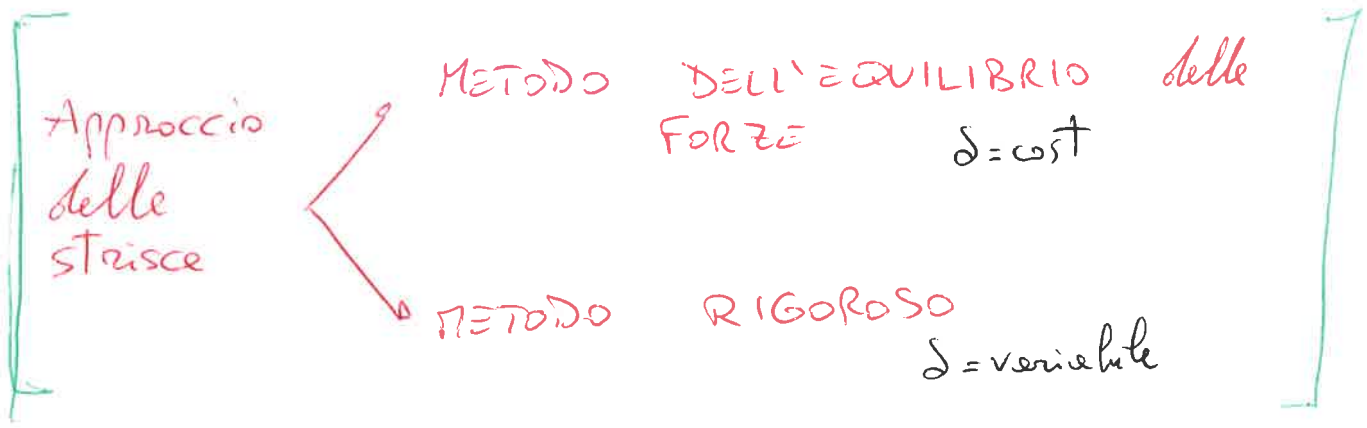 Approccio
delle
strisce
METODO DELL'EQUILIBRIO delle
FORZE δ = cost
METODO RIGOROSO
δ = variabile